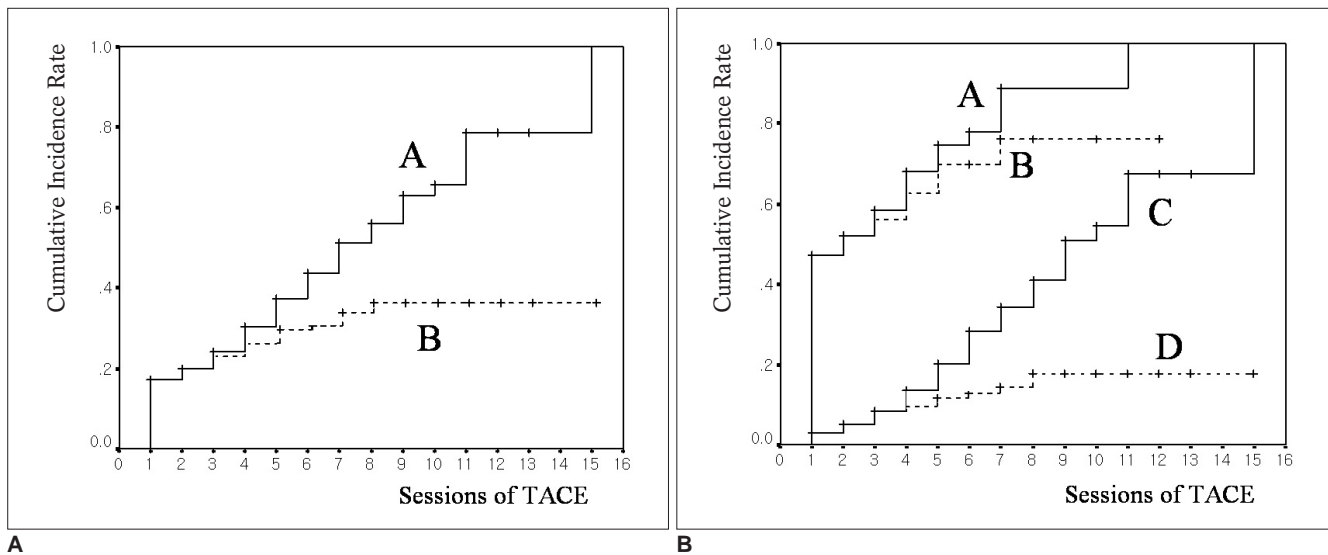 Cumulative Incidence Rate
1.0
.8
.6
.4
.2
0.0
A
B
0 1 2 3 4 5 6 7 8 9 10 11 12 13 14 15 16
Sessions of TACE
A
Cumulative Incidence Rate
1.0
.8
.6
.4
.2
0.0
A
B
C
D
0 1 2 3 4 5 6 7 8 9 10 11 12 13 14 15 16
Sessions of TACE
B